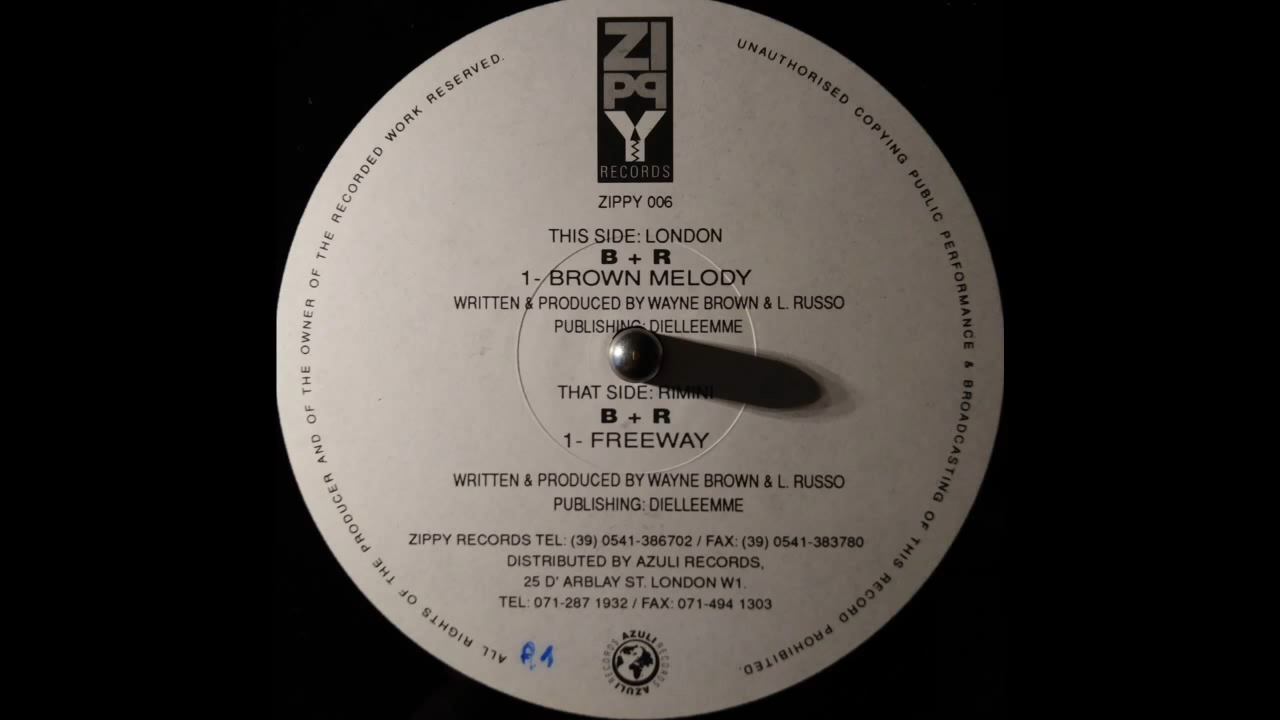 ZI
PP
Y
RECORDS
ZIPPY 006
THIS SIDE: LONDON
B + R
1- BROWN MELODY
WRITTEN & PRODUCED BY WAYNE BROWN & L. RUSSO
PUBLISHING: DIELLEEMME
THAT SIDE: RIMINI
B + R
1- FREEWAY
WRITTEN & PRODUCED BY WAYNE BROWN & L. RUSSO
PUBLISHING: DIELLEEMME
ZIPPY RECORDS TEL: (39) 0541-386702 / FAX: (39) 0541-383780
DISTRIBUTED BY AZULI RECORDS,
25 D' ARBLAY ST. LONDON W1.
TEL: 071-287 1932 / FAX: 071-494 1303
AZULI RECORDS AZULI RECORDS
A1
ALL RIGHTS OF THE PRODUCER AND OF THE OWNER OF THE RECORDED WORK RESERVED.
UNAUTHORISED COPYING PUBLIC PERFORMANCE & BROADCASTING OF THIS RECORD PROHIBITED.